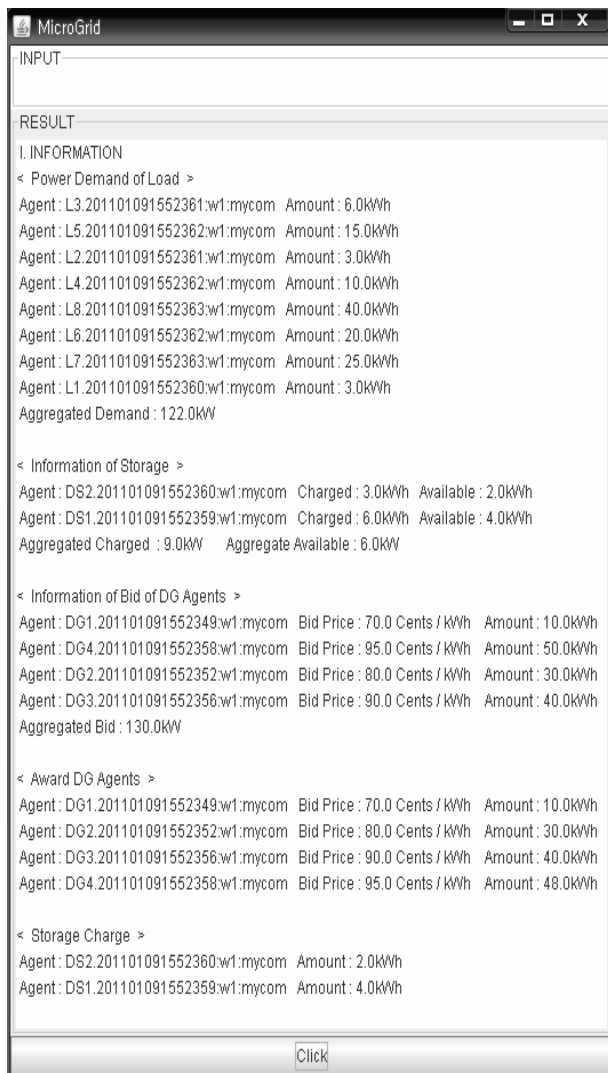 MicroGrid
INPUT
RESULT
I. INFORMATION
< Power Demand of Load >
Agent : L3.201101091552361:w1:mycom Amount : 6.0kWh
Agent : L5.201101091552362:w1:mycom Amount : 15.0kWh
Agent : L2.201101091552361:w1:mycom Amount : 3.0kWh
Agent : L4.201101091552362:w1:mycom Amount : 10.0kWh
Agent : L8.201101091552363:w1:mycom Amount : 40.0kWh
Agent : L6.201101091552362:w1:mycom Amount : 20.0kWh
Agent : L7.201101091552363:w1:mycom Amount : 25.0kWh
Agent : L1.201101091552360:w1:mycom Amount : 3.0kWh
Aggregated Demand : 122.0kW
< Information of Storage >
Agent : DS2.201101091552360:w1:mycom Charged : 3.0kWh Available : 2.0kWh
Agent : DS1.201101091552359:w1:mycom Charged : 6.0kWh Available : 4.0kWh
Aggregated Charged : 9.0kW Aggregate Available : 6.0kW
< Information of Bid of DG Agents >
Agent : DG1.201101091552349:w1:mycom Bid Price : 70.0 Cents / kWh Amount : 10.0kWh
Agent : DG4.201101091552358:w1:mycom Bid Price : 95.0 Cents / kWh Amount : 50.0kWh
Agent : DG2.201101091552352:w1:mycom Bid Price : 80.0 Cents / kWh Amount : 30.0kWh
Agent : DG3.201101091552356:w1:mycom Bid Price : 90.0 Cents / kWh Amount : 40.0kWh
Aggregated Bid : 130.0kW
< Award DG Agents >
Agent : DG1.201101091552349:w1:mycom Bid Price : 70.0 Cents / kWh Amount : 10.0kWh
Agent : DG2.201101091552352:w1:mycom Bid Price : 80.0 Cents / kWh Amount : 30.0kWh
Agent : DG3.201101091552356:w1:mycom Bid Price : 90.0 Cents / kWh Amount : 40.0kWh
Agent : DG4.201101091552358:w1:mycom Bid Price : 95.0 Cents / kWh Amount : 48.0kWh
< Storage Charge >
Agent : DS2.201101091552360:w1:mycom Amount : 2.0kWh
Agent : DS1.201101091552359:w1:mycom Amount : 4.0kWh
Click